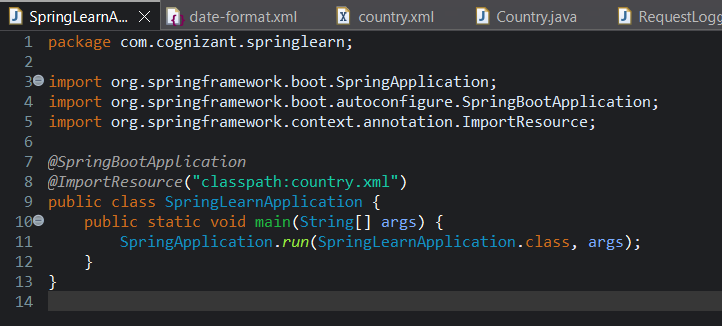 SpringLearnA... date-format.xml country.xml Country.java RequestLogg
1 package com.cognizant.springlearn;
2
3 import org.springframework.boot.SpringApplication;
4 import org.springframework.boot.autoconfigure.SpringBootApplication;
5 import org.springframework.context.annotation.ImportResource;
6
7 @SpringBootApplication
8 @ImportResource("classpath:country.xml")
9 public class SpringLearnApplication {
10 public static void main(String[] args) {
11 SpringApplication.run(SpringLearnApplication.class, args);
12 }
13 }
14